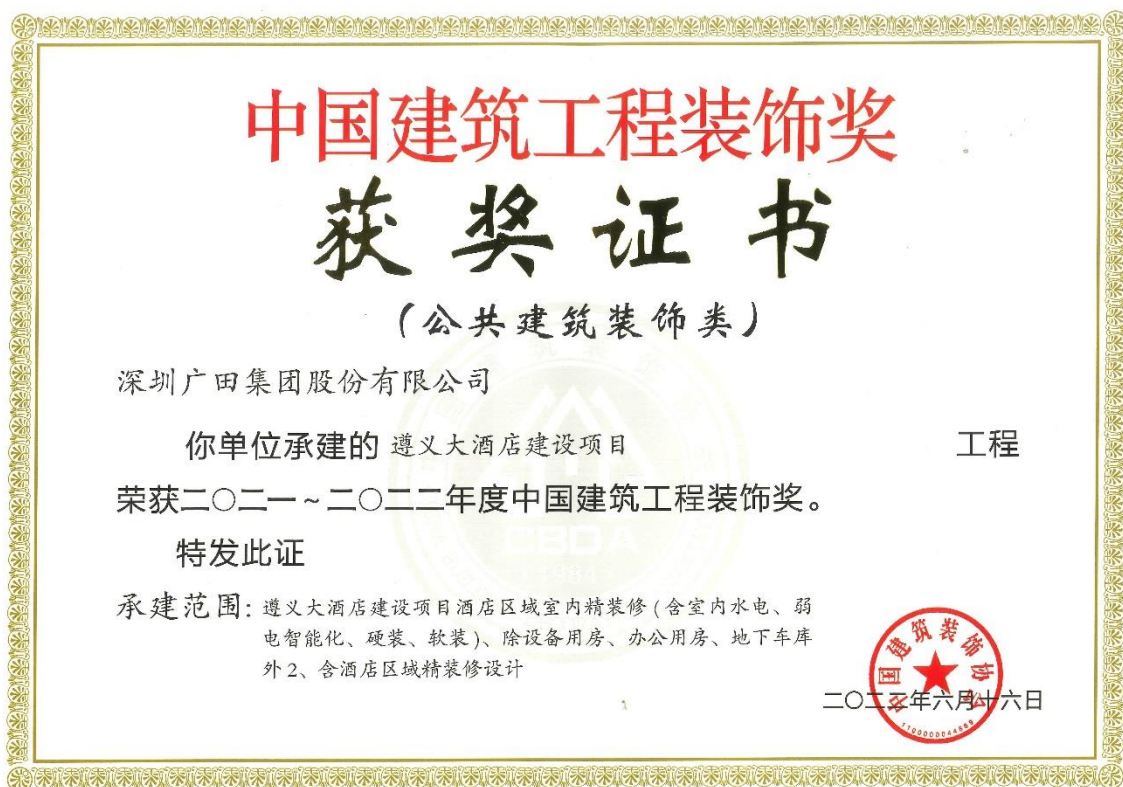 中国建筑工程装饰奖
获奖证书
(公共建筑装饰类)
深圳广田集团股份有限公司
你单位承建的 遵义大酒店建设项目 工程
荣获二〇二一~二〇二二年度中国建筑工程装饰奖。
特发此证
承建范围: 遵义大酒店建设项目酒店区域室内精装修(含室内水电、弱
电智能化、硬装、软装)、除设备用房、办公用房、地下车库
外2、含酒店区域精装修设计
中国建筑装饰协会
二〇二三年六月十六日
CBDA
1984